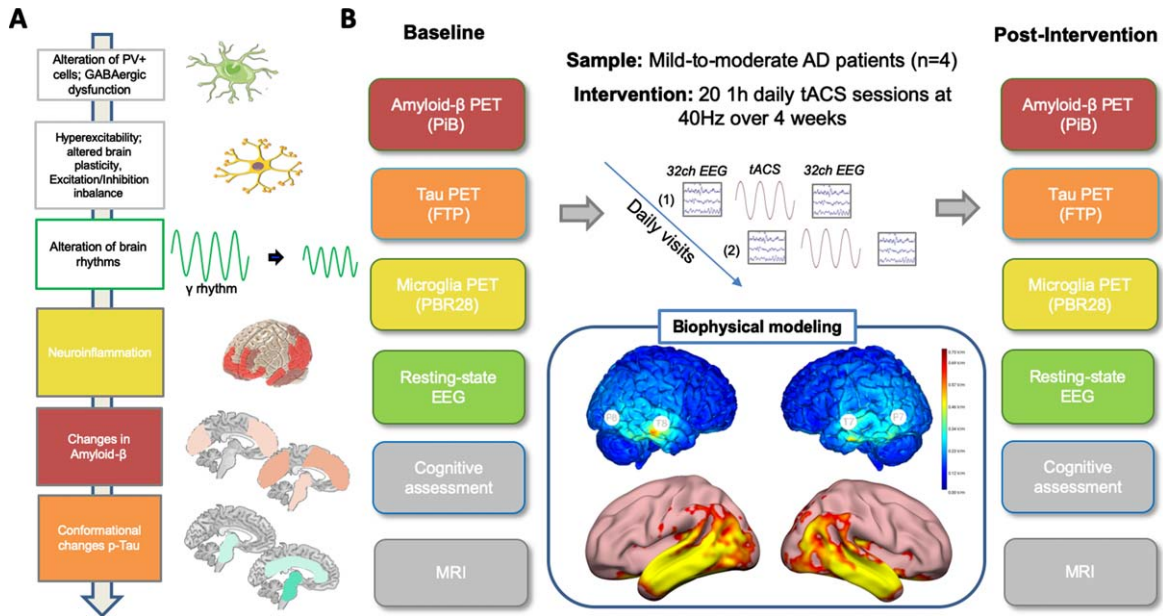 A
Alteration of PV+
cells; GABAergic
dysfunction
Hyperexcitability;
altered brain
plasticity,
Excitation/Inhibition
inbalance
Alteration of brain
rhythms
γ rhythm
Neuroinflammation
Changes in
Amyloid-β
Conformational
changes p-Tau
B
Baseline
Amyloid-β PET
(PiB)
Tau PET
(FTP)
Microglia PET
(PBR28)
Resting-state
EEG
Cognitive
assessment
MRI
Sample: Mild-to-moderate AD patients (n=4)
Intervention: 20 1h daily tACS sessions at
40Hz over 4 weeks
32ch EEG tACS 32ch EEG
(1)
(2)
Daily visits
Biophysical modeling
P8
T8
T7
P7
Post-Intervention
Amyloid-β PET
(PiB)
Tau PET
(FTP)
Microglia PET
(PBR28)
Resting-state
EEG
Cognitive
assessment
MRI